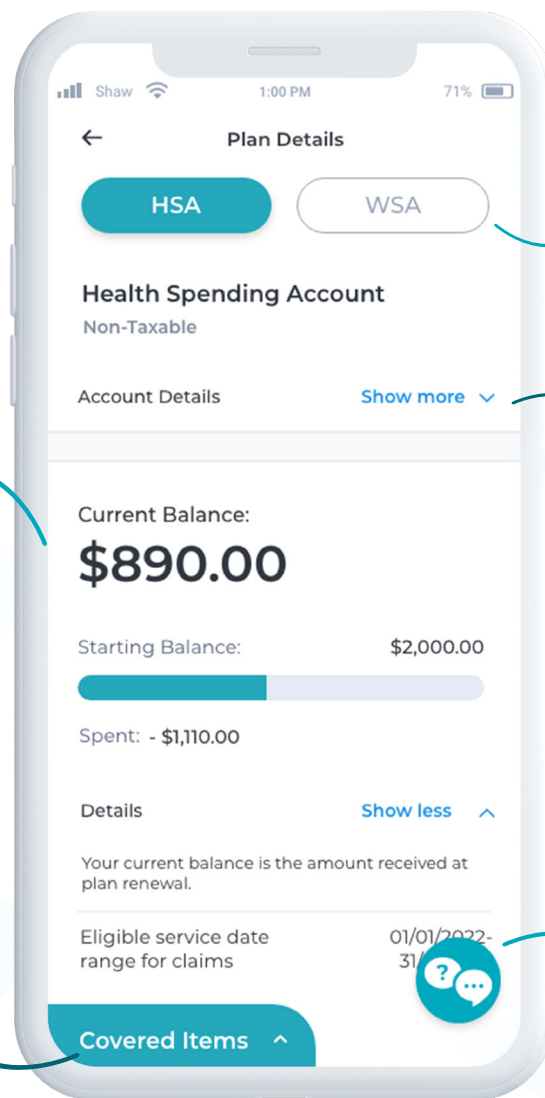 Shaw 1:00 PM 71%
Plan Details
HSA WSA
Health Spending Account
Non-Taxable
Account Details Show more
Current Balance:
$890.00
Starting Balance: $2,000.00
Spent: - $1,110.00
Details Show less
Your current balance is the amount received at
plan renewal.
Eligible service date 01/01/2022-
range for claims 31/
?
Covered Items